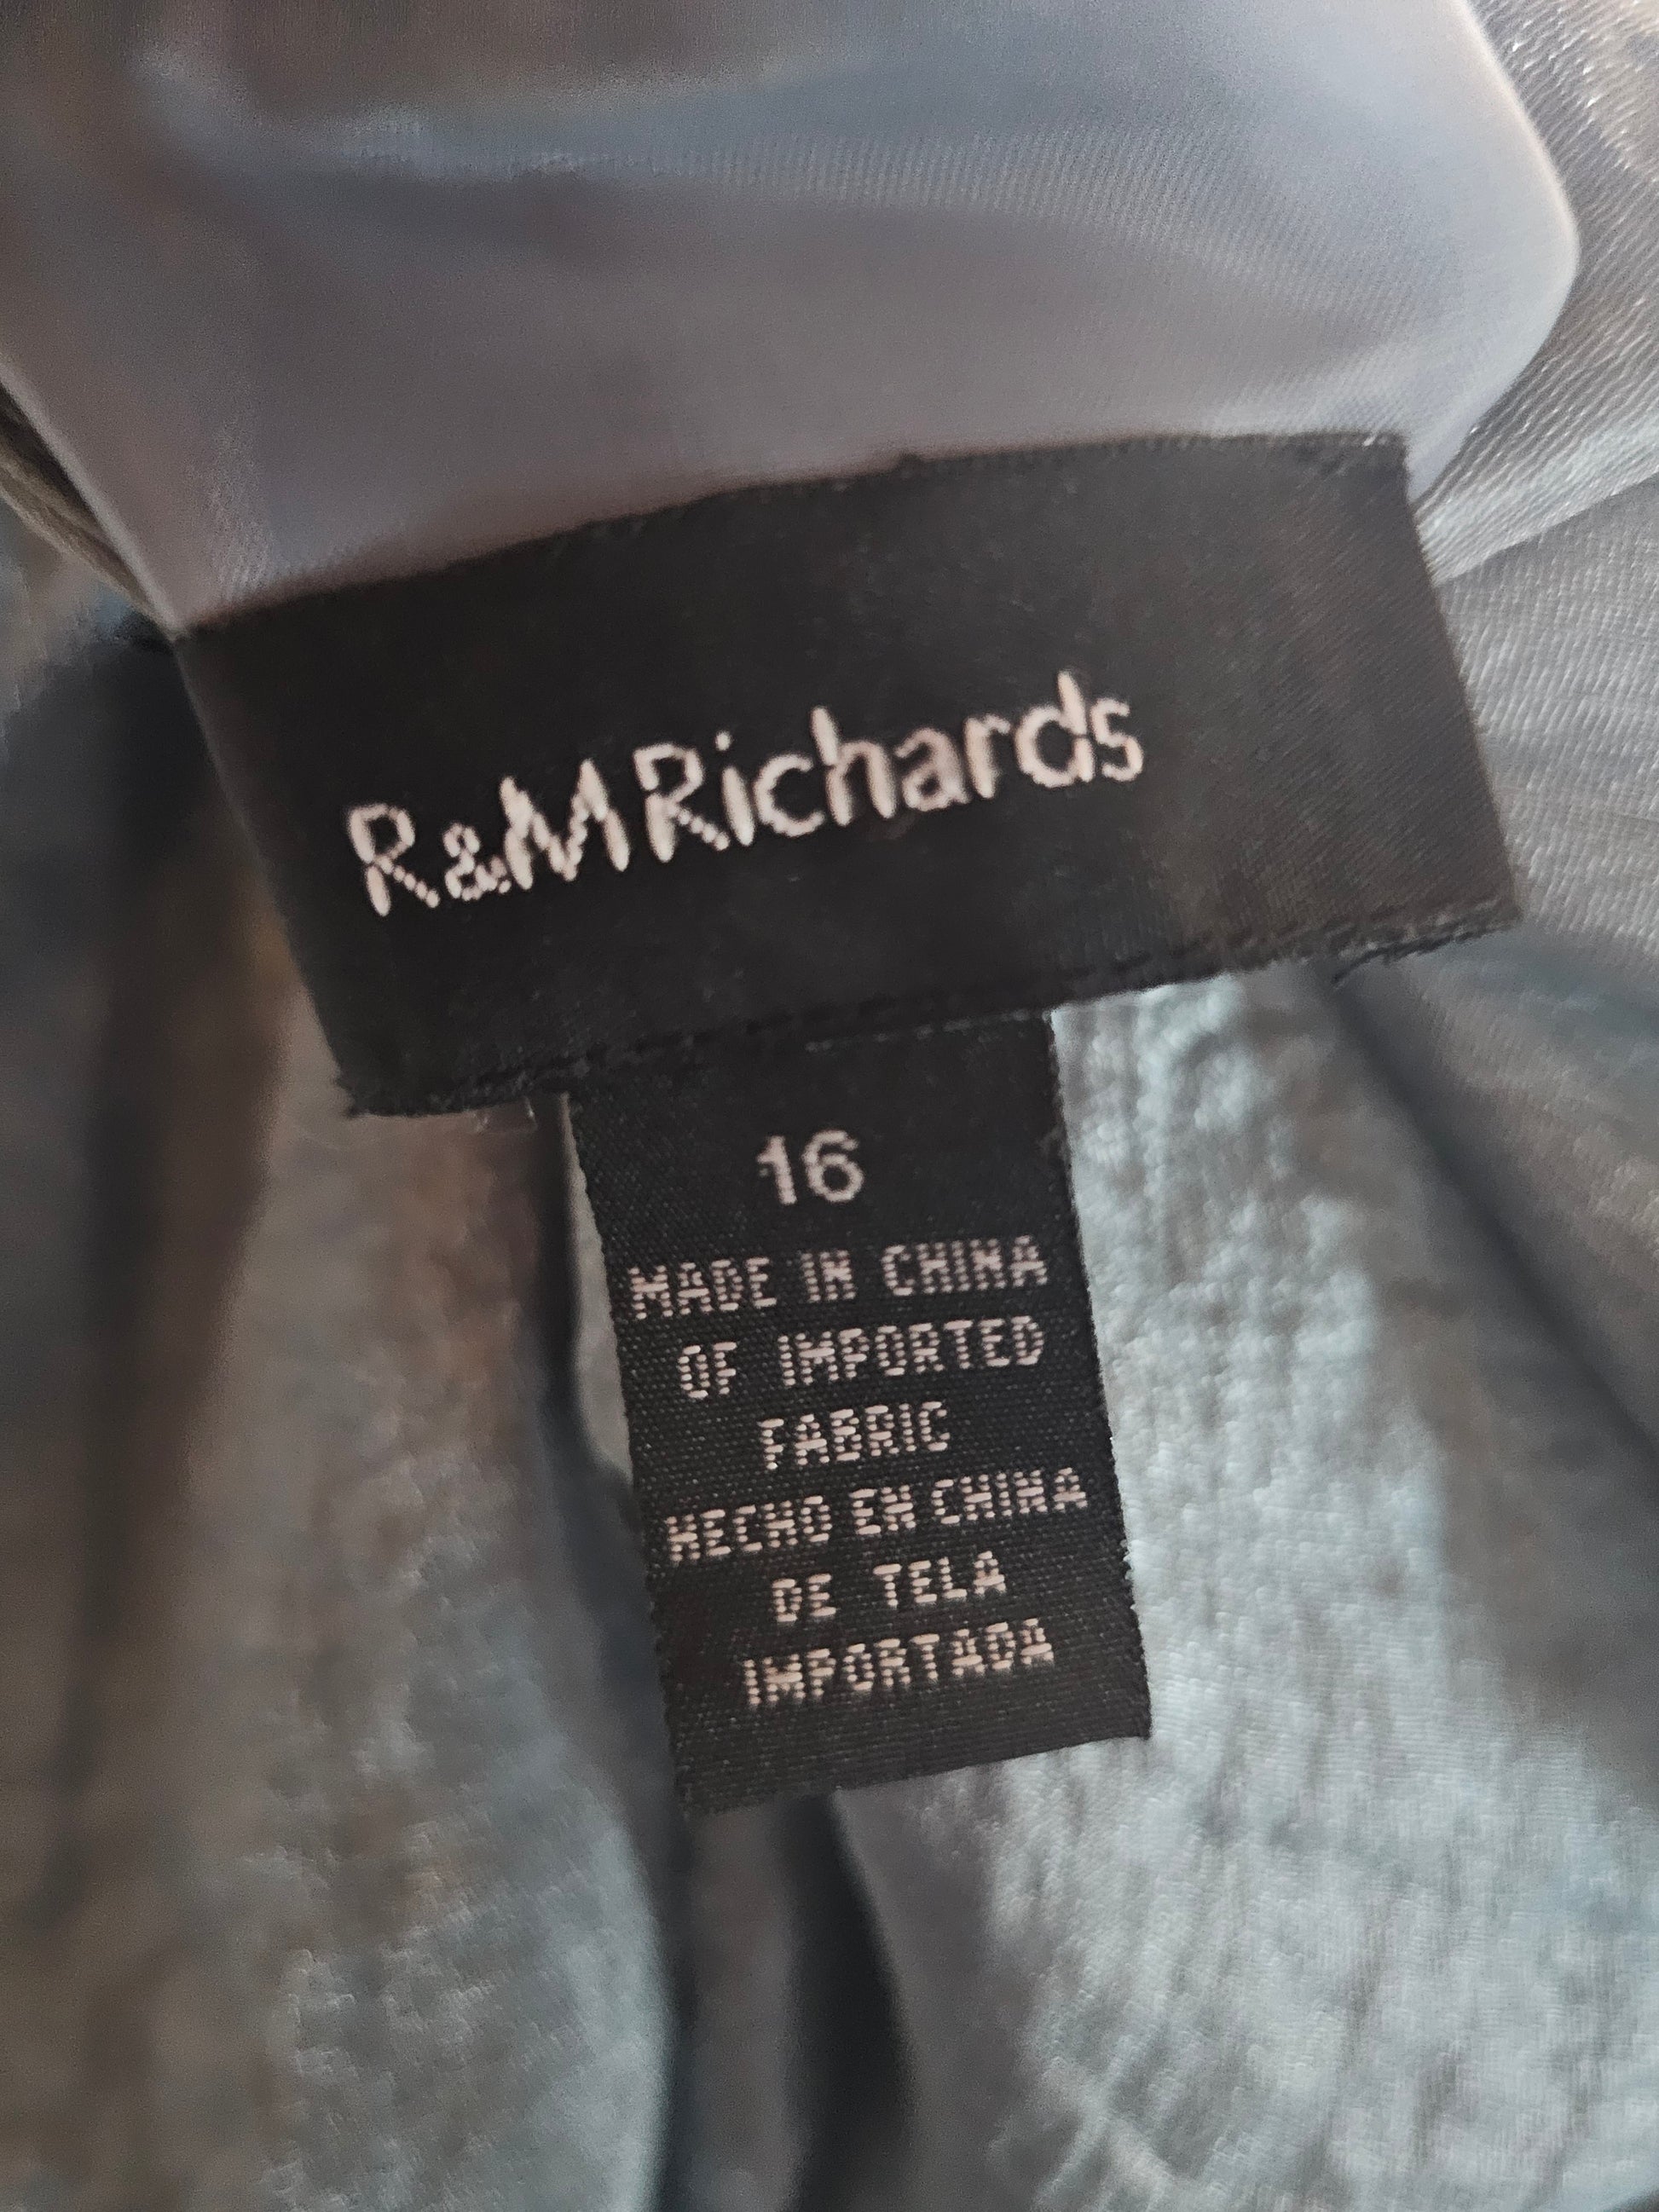 R&M Richards
16
MADE IN CHINA
OF IMPORTED
FABRIC
HECHO EN CHINA
DE TELA
IMPORTADA